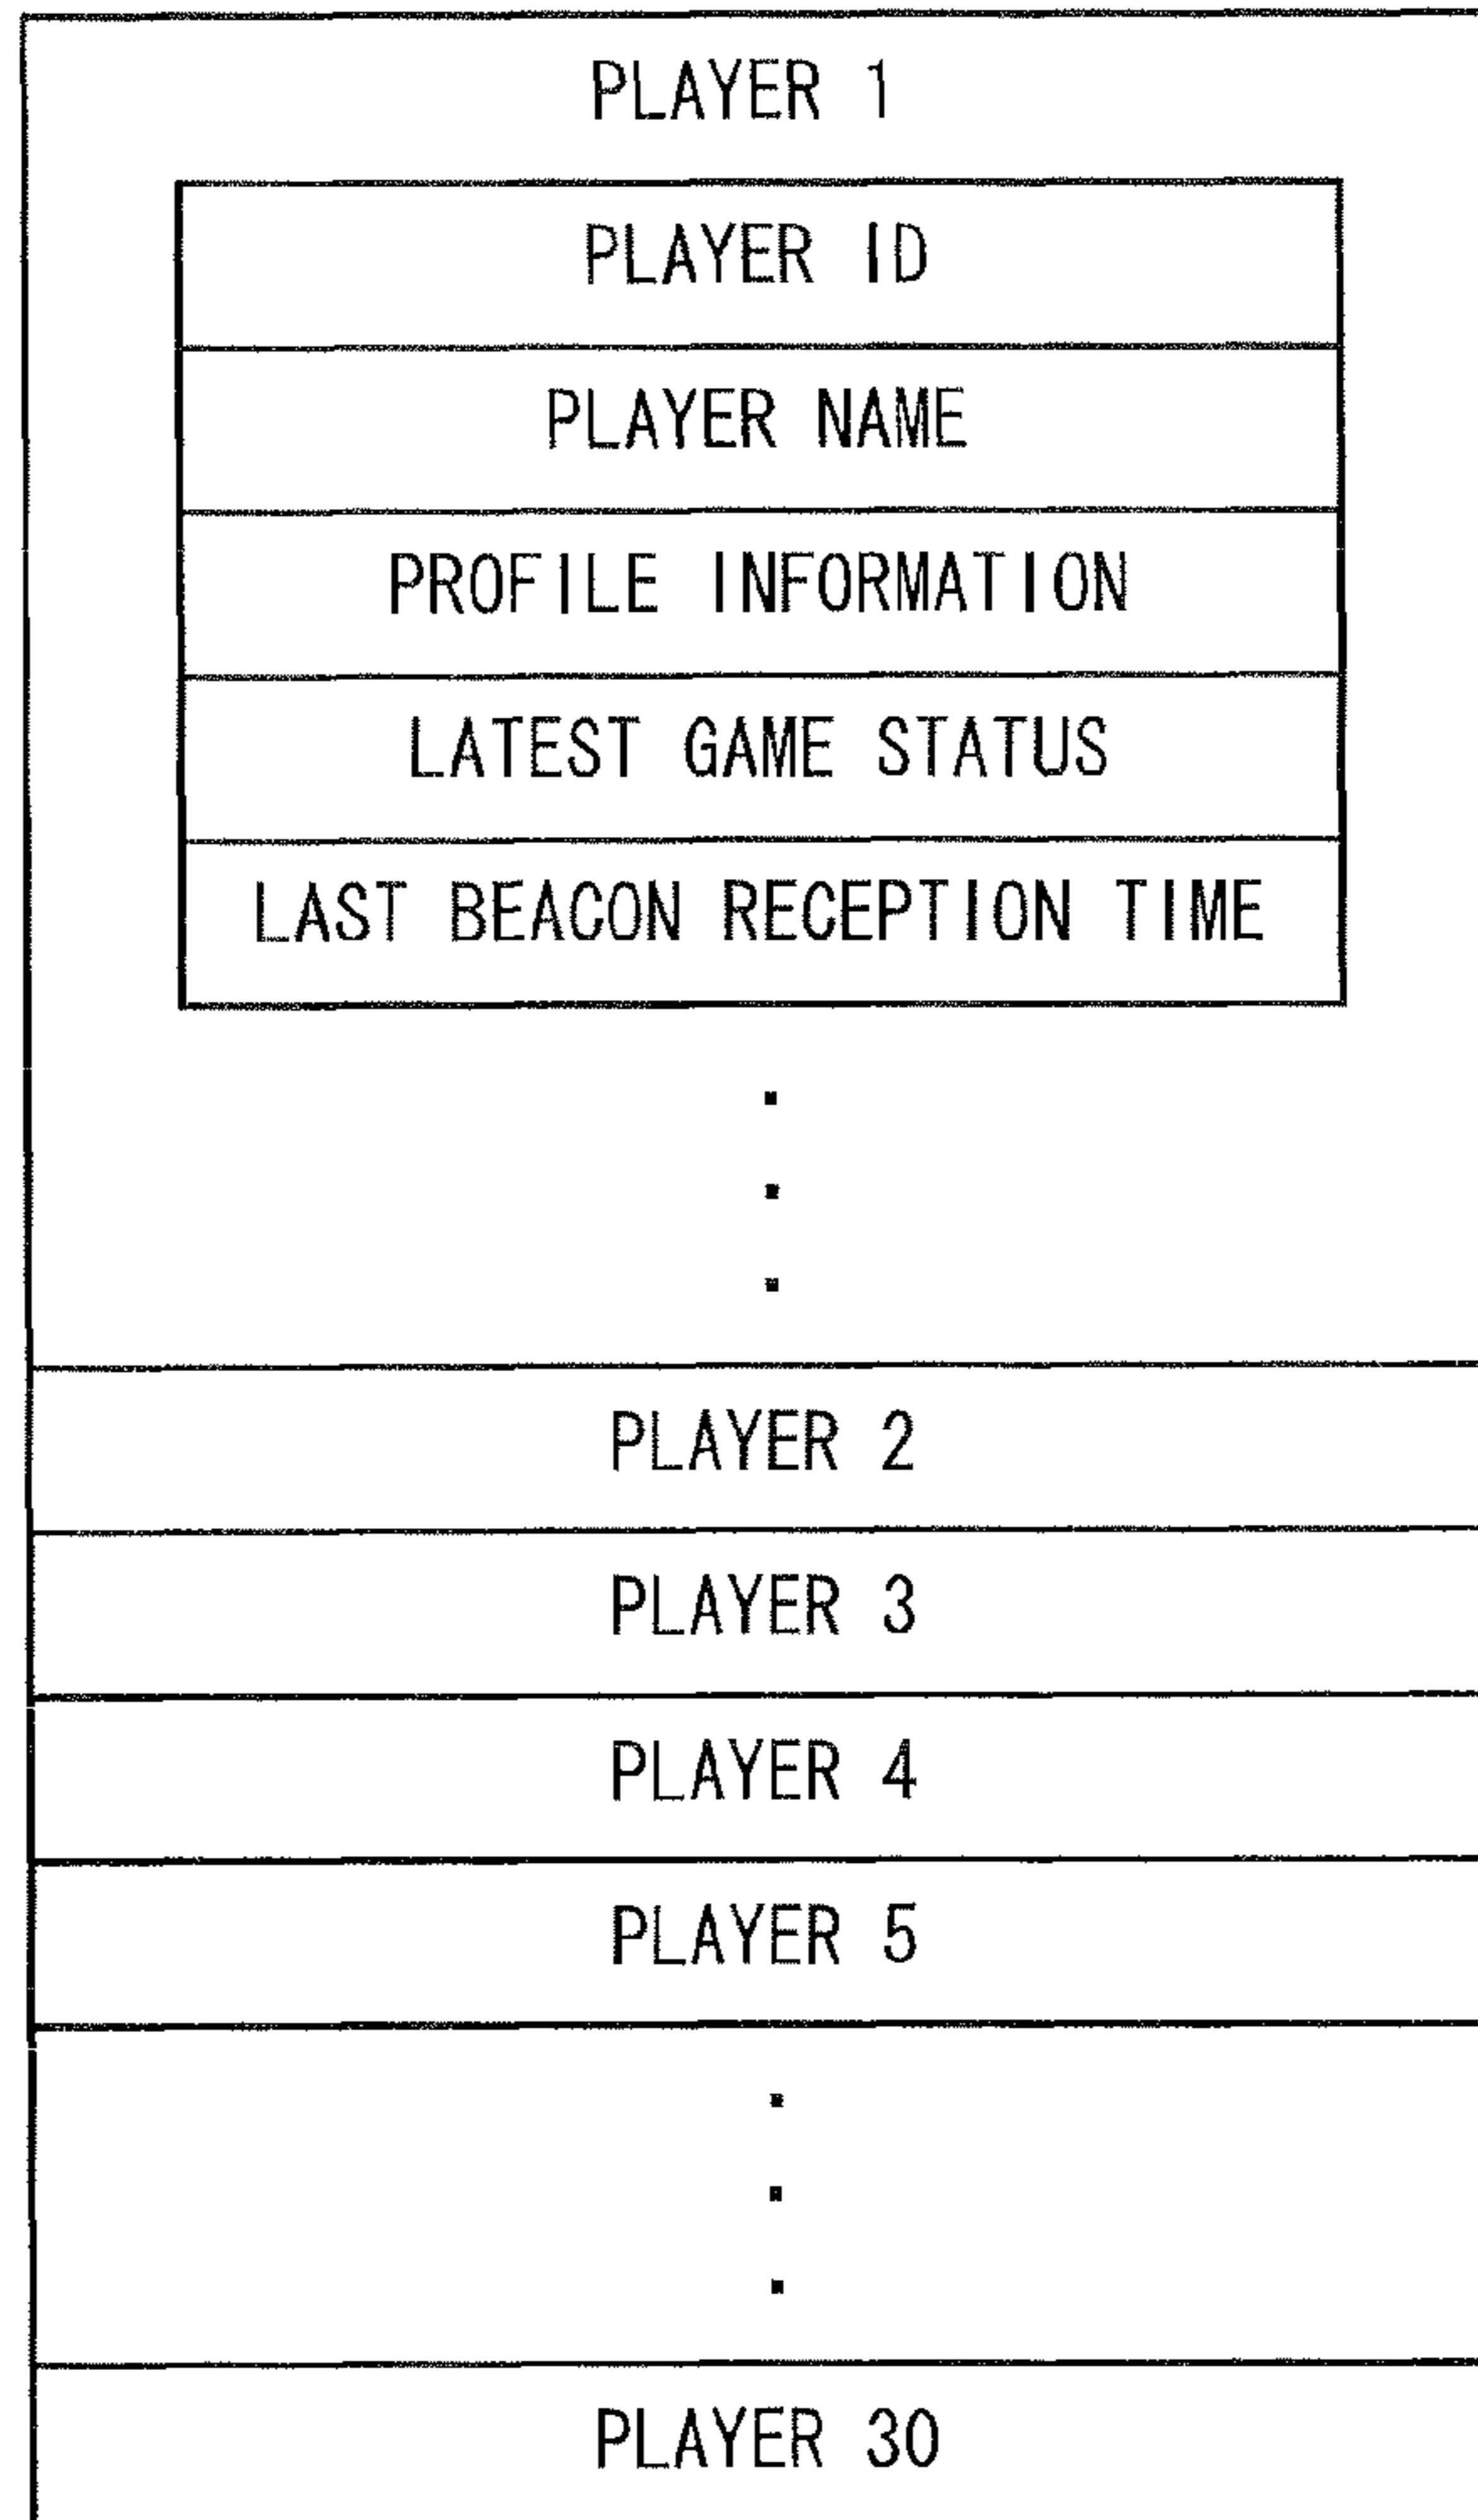 PLAYER 1
PLAYER ID
PLAYER NAME
PROFILE INFORMATION
LATEST GAME STATUS
LAST BEACON RECEPTION TIME
PLAYER 2
PLAYER 3
PLAYER 4
PLAYER 5
PLAYER 30